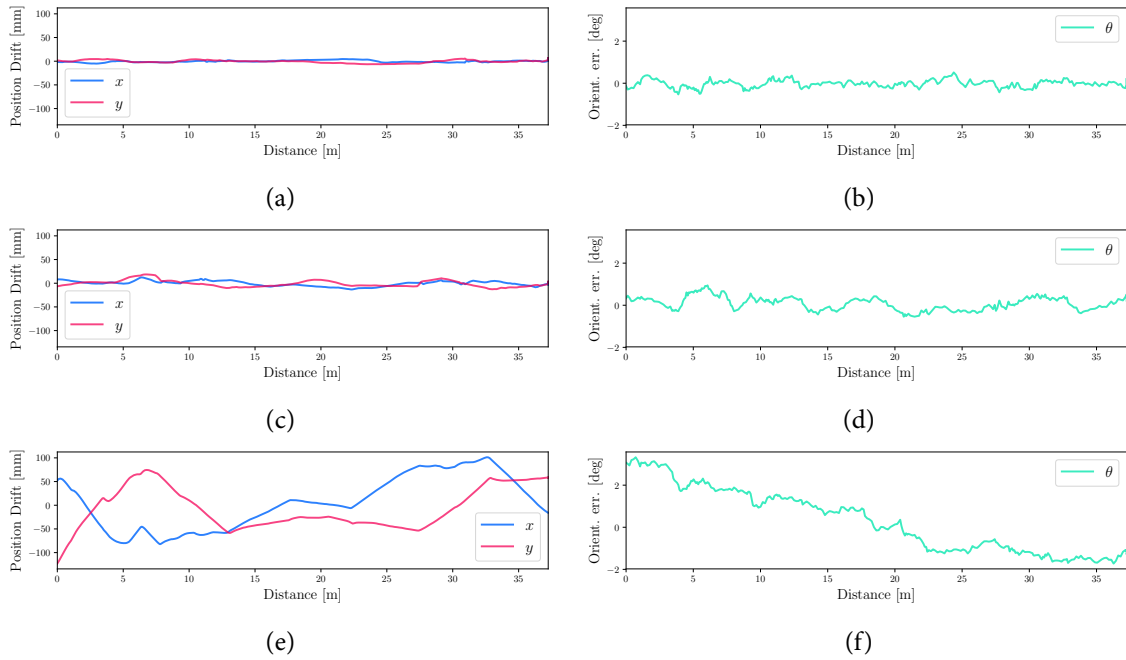 Position Drift [mm]
100
50
0
−50
−100
x
y
0 5 10 15 20 25 30 35
Distance [m]
(a)
Orient. err. [deg]
2
0
−2
θ
0 5 10 15 20 25 30 35
Distance [m]
(b)
Position Drift [mm]
100
50
0
−50
−100
x
y
0 5 10 15 20 25 30 35
Distance [m]
(c)
Orient. err. [deg]
2
0
−2
θ
0 5 10 15 20 25 30 35
Distance [m]
(d)
Position Drift [mm]
100
50
0
−50
−100
x
y
0 5 10 15 20 25 30 35
Distance [m]
(e)
Orient. err. [deg]
2
0
−2
θ
0 5 10 15 20 25 30 35
Distance [m]
(f)